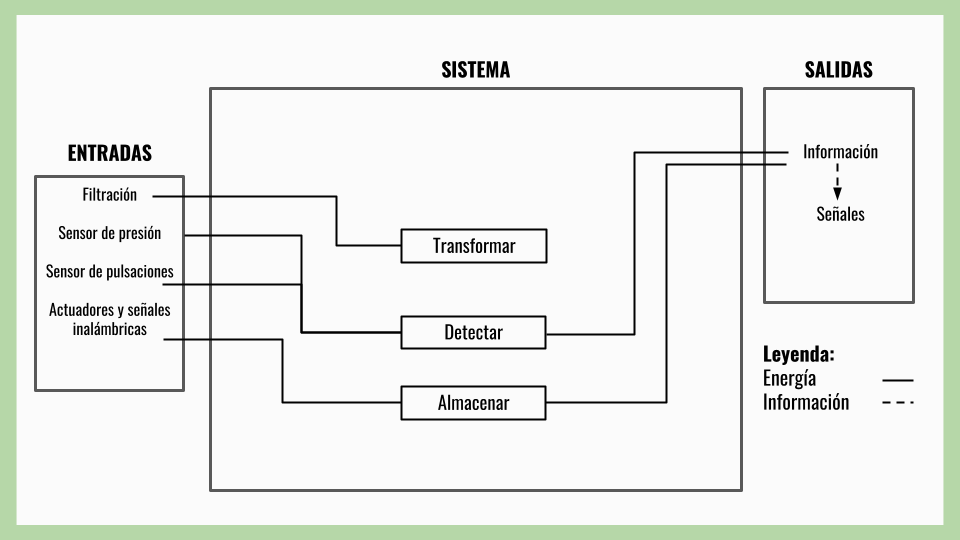 SISTEMA
SALIDAS
ENTRADAS
Filtración
Sensor de presión
Sensor de pulsaciones
Actuadores y señales
inalámbricas
Transformar
Detectar
Almacenar
Información
Señales
Leyenda:
Energía
Información